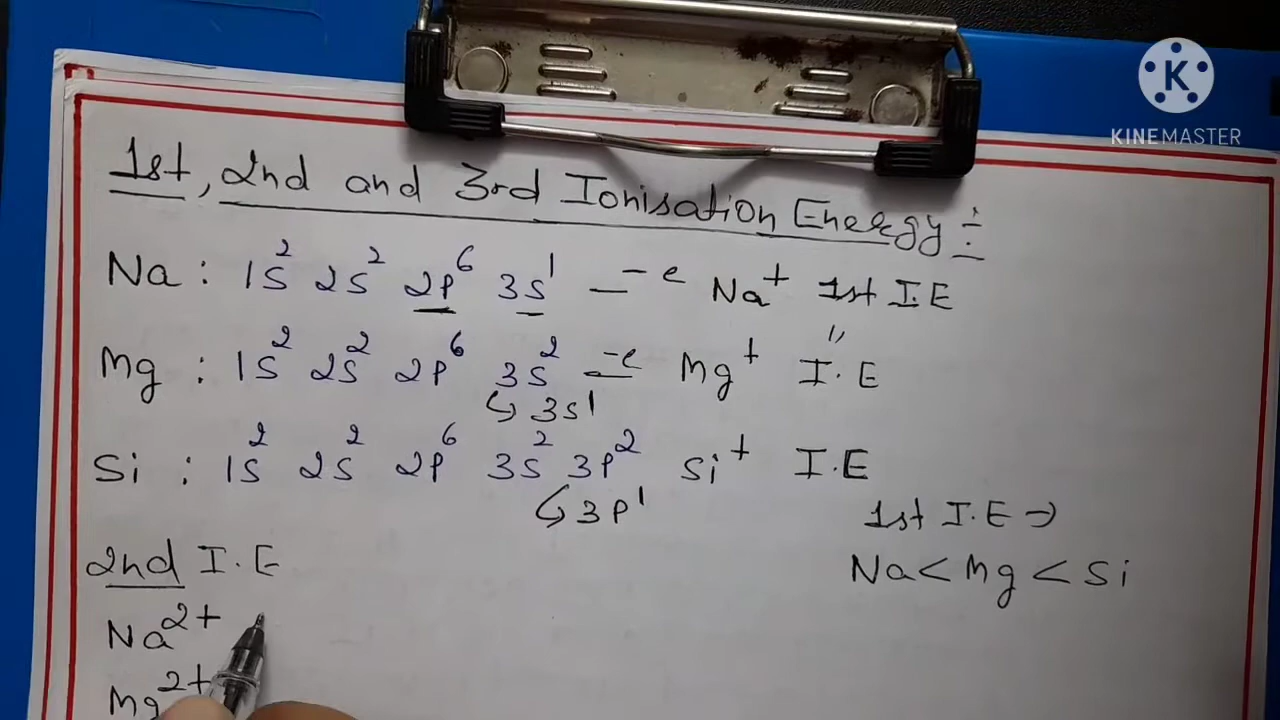 KINEMASTER
1st, 2nd and 3rd Ionisation Energy :-
Na : 1s² 2s² 2p⁶ 3s¹ -e Na⁺ 1st I.E
Mg : 1s² 2s² 2p⁶ 3s² -e Mg⁺ " I.E
↳ 3s¹
Si : 1s² 2s² 2p⁶ 3s² 3p² Si⁺ I.E
↳ 3p¹
1st I.E →
Na < Mg < Si
2nd I.E
Na²⁺
Mg²⁺